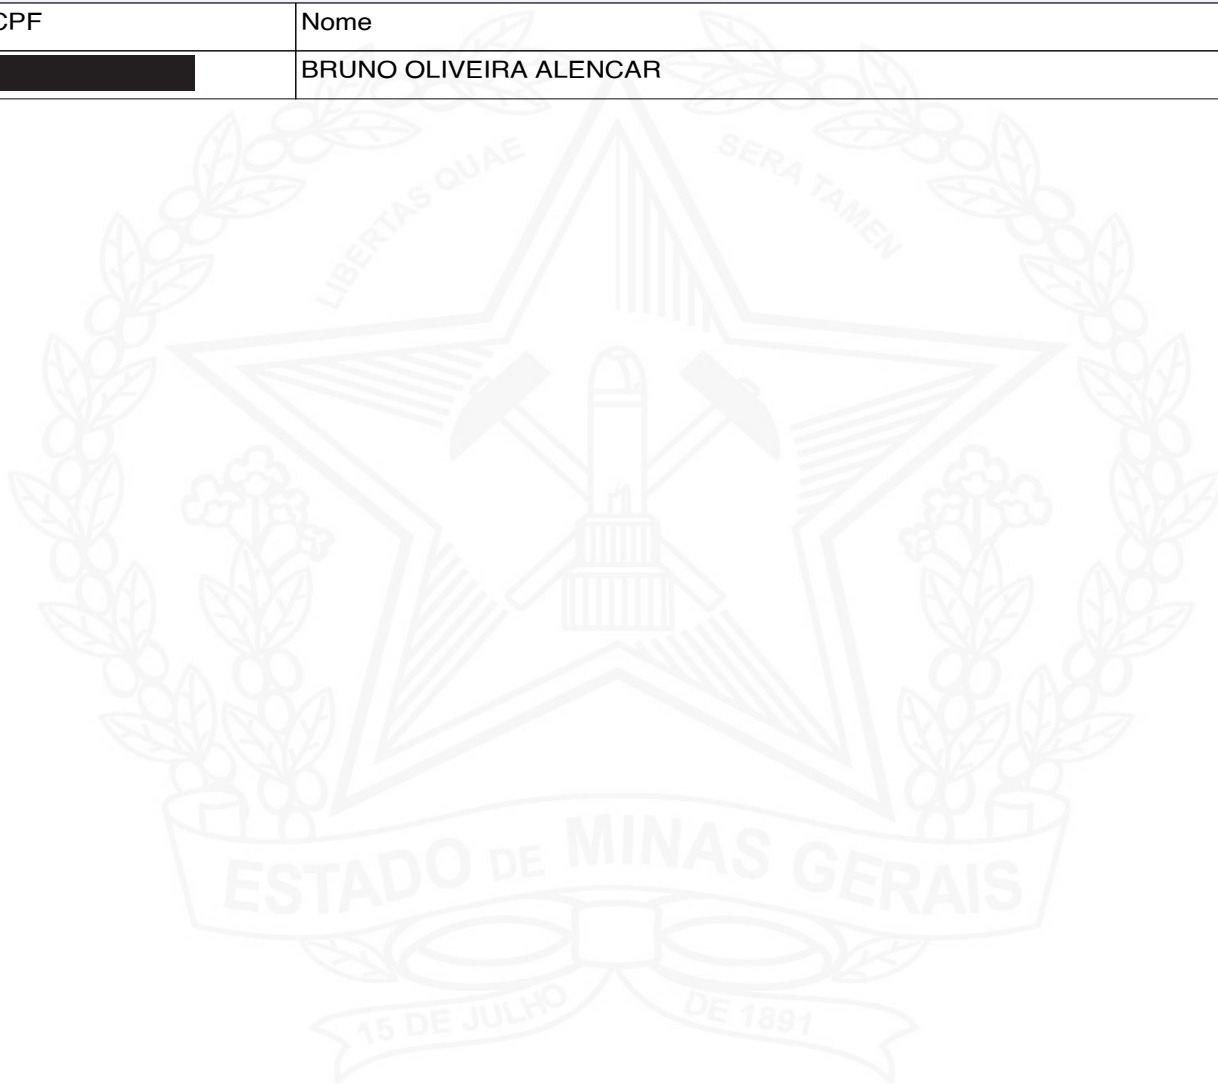 CPF Nome
BRUNO OLIVEIRA ALENCAR
LIBERTAS QUAE SERA TAMEN
ESTADO DE MINAS GERAIS
15 DE JULHO DE 1891